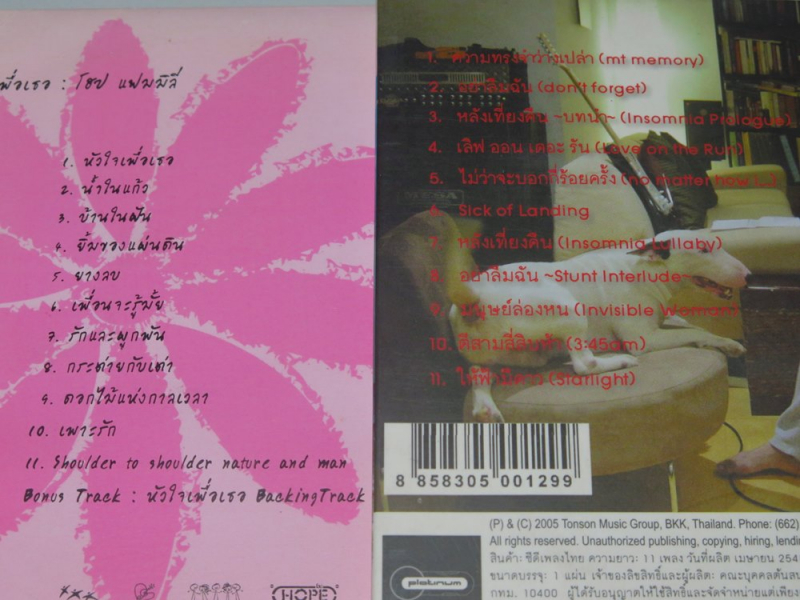 เพื่อเธอ : โฮป แฟมมิลี่
1. หัวใจเพื่อเธอ
2. น้ำในแก้ว
3. บ้านในฝัน
4. ยิ้มของแผ่นดิน
5. ยางลบ
6. เพื่อนจะรู้มั้ย
7. รักและผูกพัน
8. กระต่ายกับเต่า
9. ดอกไม้แห่งกาลเวลา
10. เพาะรัก
11. Shoulder to shoulder nature and man
Bonus Track : หัวใจเพื่อเธอ BackingTrack
HOPE
1. ความทรงจำว่างเปล่า (mt memory)
2. อย่าลืมฉัน (don't forget)
3. หลังเที่ยงคืน ~บทนำ~ (Insomnia Prologue)
4. เลิฟ ออน เดอะ รัน (Love on the Run)
5. ไม่ว่าจะบอกกี่ร้อยครั้ง (no matter how
6. Sick of Landing
7. หลังเที่ยงคืน (Insomnia Lullaby)
8. อย่าลืมฉัน ~Stunt Interlude~
9. มนุษย์ล่องหน (Invisible Woman)
10. ตีสามสี่สิบห้า (3:45am)
11. ให้ฟ้ามีดาว (Starlight)
8 858305 001299
(P) & (C) 2005 Tonson Music Group, BKK, Thailand. Phone: (662)
All rights reserved. Unauthorized publishing, copying, hiring, lendin
สินค้า: ซีดีเพลงไทย ความยาว: 11 เพลง วันที่ผลิต เมษายน 254
ขนาดบรรจุ: 1 แผ่น เจ้าของลิขสิทธิ์และผู้ผลิต: คณะบุคคลต้นสน
กทม. 10400 ผู้ได้รับอนุญาตให้ใช้สิทธิ์และจัดจำหน่ายแต่เพียง
platinum